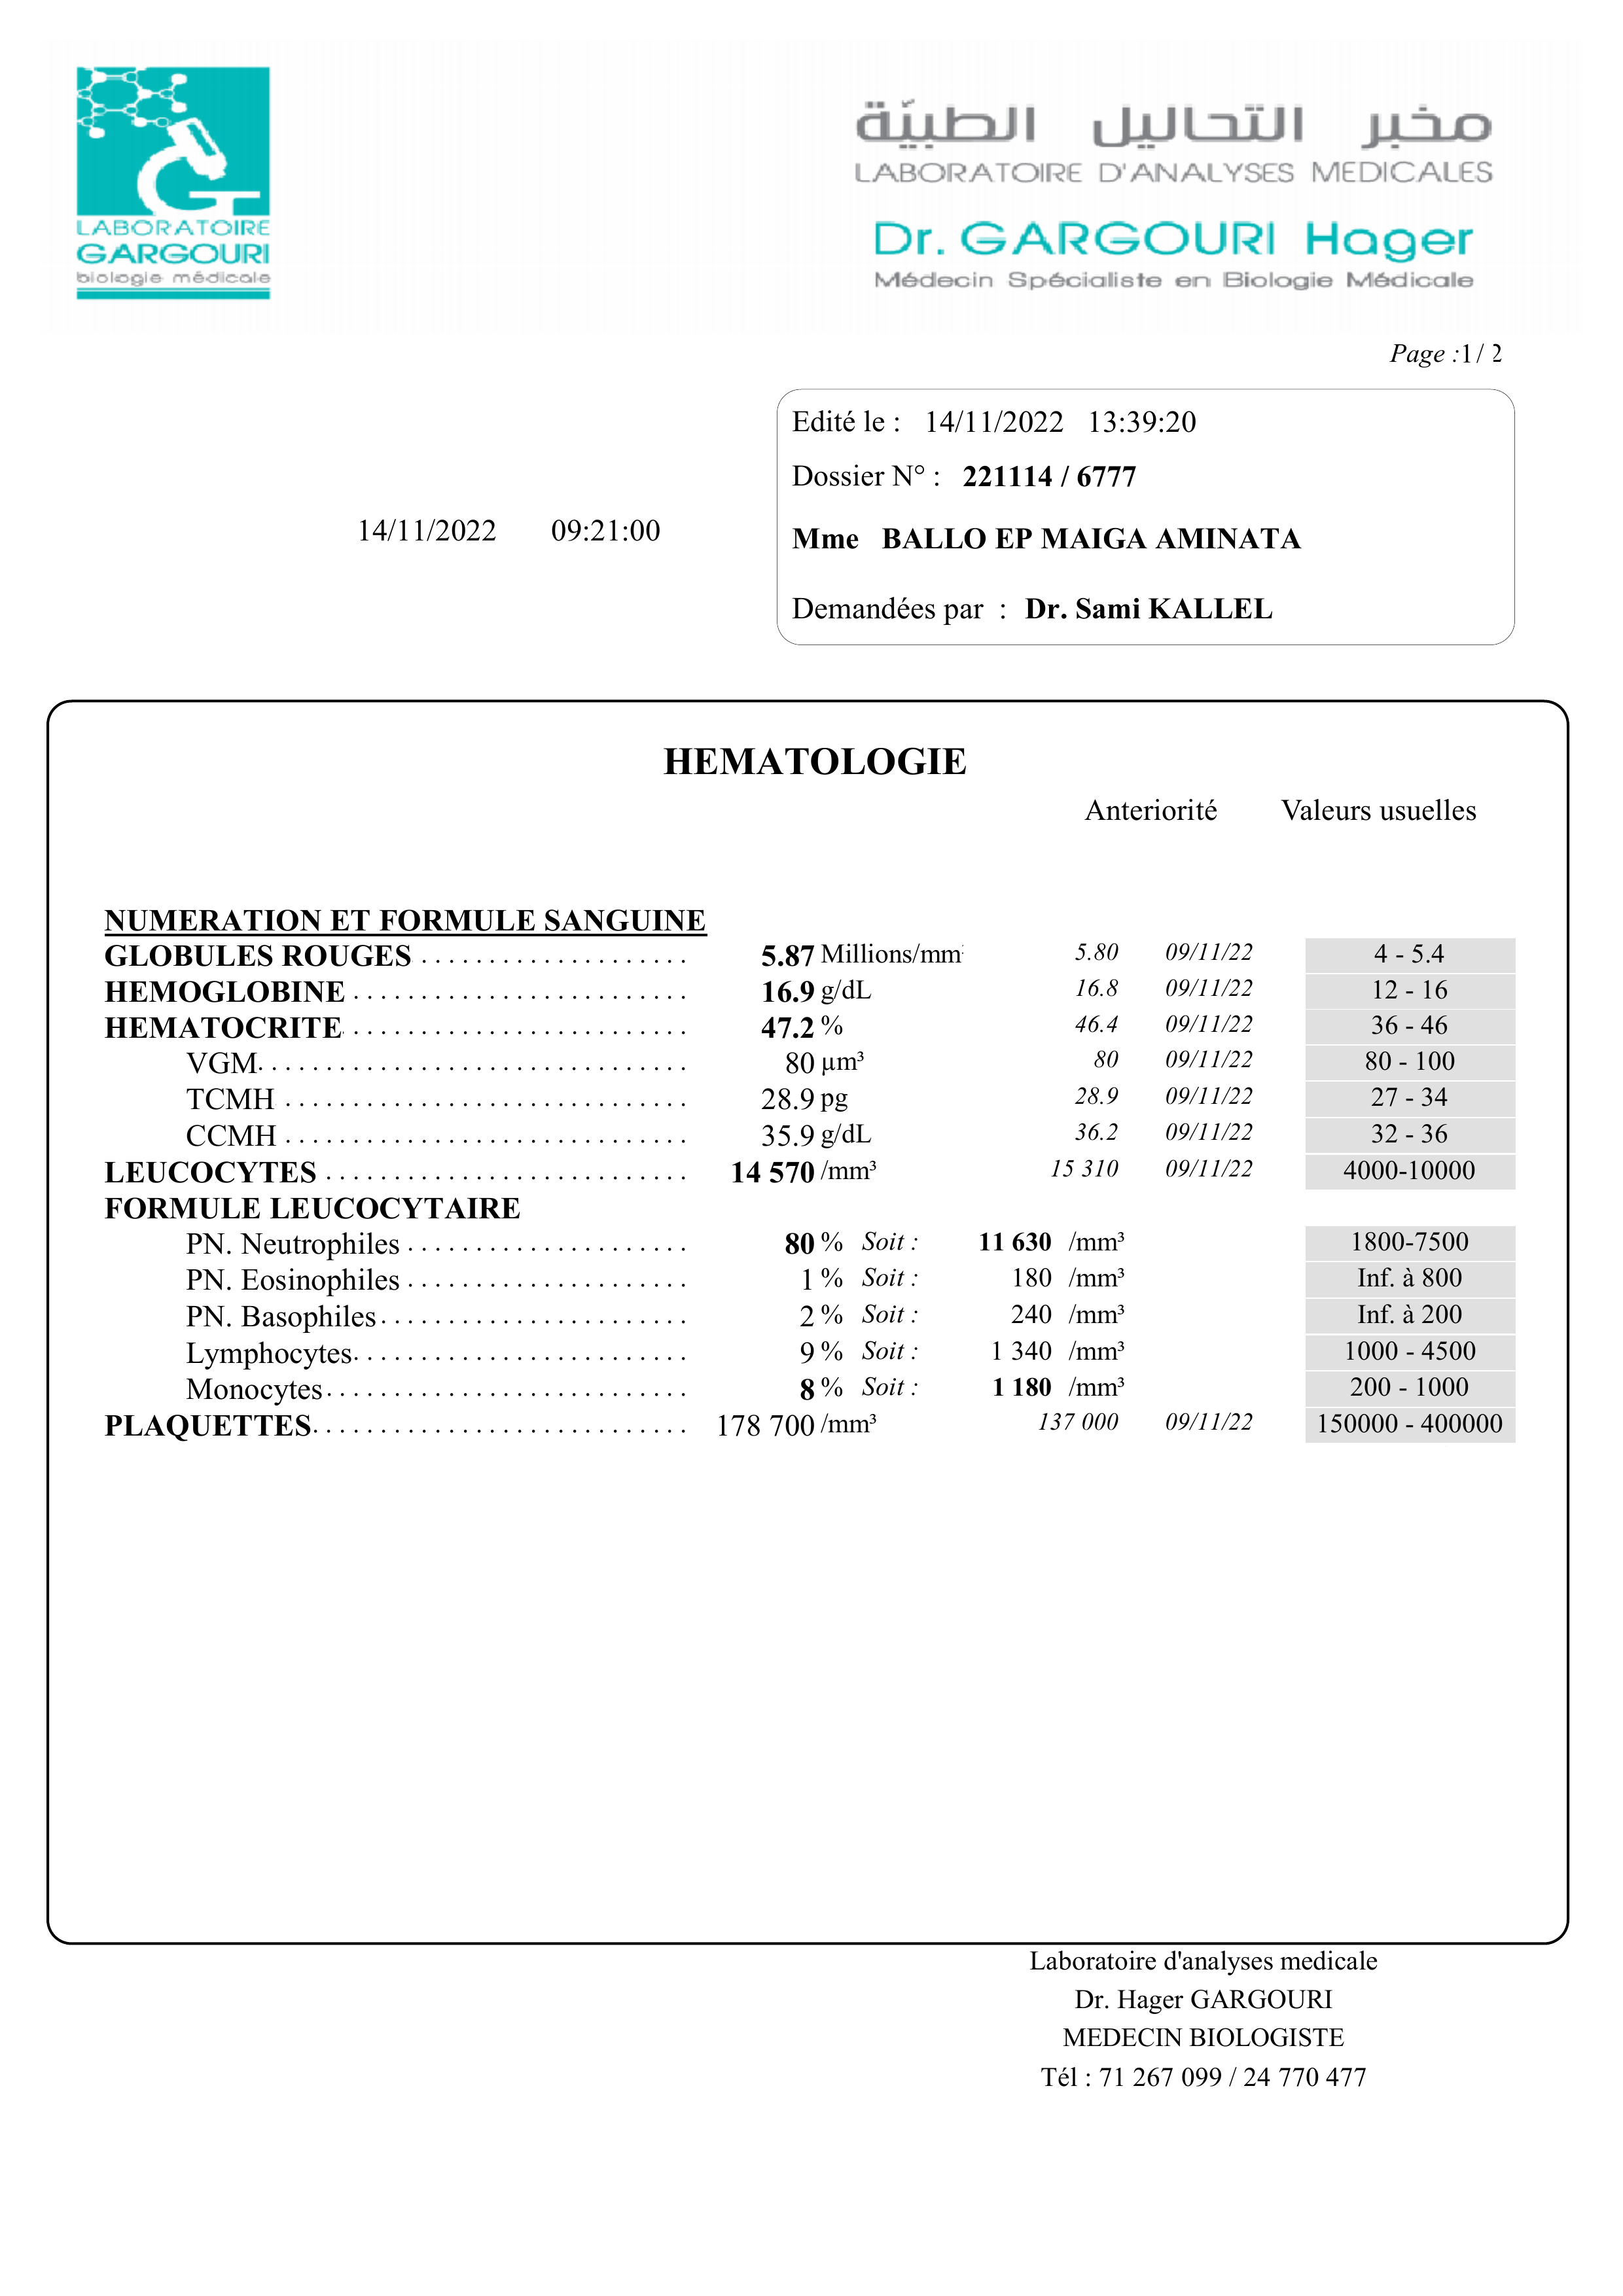 LABORATOIRE
GARGOURI
biologie médicale
مخبر التحاليل الطبيّة
LABORATOIRE D'ANALYSES MEDICALES
Dr. GARGOURI Hager
Médecin Spécialiste en Biologie Médicale
Page :1 / 2
Edité le : 14/11/2022 13:39:20
Dossier N° : 221114 / 6777
14/11/2022 09:21:00
Mme BALLO EP MAIGA AMINATA
Demandées par : Dr. Sami KALLEL
HEMATOLOGIE
Anteriorité Valeurs usuelles
NUMERATION ET FORMULE SANGUINE
GLOBULES ROUGES . . . . . . . . . . . . . . . . . . . . 5.87 Millions/mm 5.80 09/11/22 4 - 5.4
HEMOGLOBINE . . . . . . . . . . . . . . . . . . . . . . . . . 16.9 g/dL 16.8 09/11/22 12 - 16
HEMATOCRITE . . . . . . . . . . . . . . . . . . . . . . . . . 47.2 % 46.4 09/11/22 36 - 46
VGM. . . . . . . . . . . . . . . . . . . . . . . . . . . . . . . . 80 µm³ 80 09/11/22 80 - 100
TCMH . . . . . . . . . . . . . . . . . . . . . . . . . . . . . . 28.9 pg 28.9 09/11/22 27 - 34
CCMH . . . . . . . . . . . . . . . . . . . . . . . . . . . . . . 35.9 g/dL 36.2 09/11/22 32 - 36
LEUCOCYTES . . . . . . . . . . . . . . . . . . . . . . . . . . . 14 570 /mm³ 15 310 09/11/22 4000-10000
FORMULE LEUCOCYTAIRE
PN. Neutrophiles . . . . . . . . . . . . . . . . . . . . . 80 % Soit : 11 630 /mm³ 1800-7500
PN. Eosinophiles . . . . . . . . . . . . . . . . . . . . . 1 % Soit : 180 /mm³ Inf. à 800
PN. Basophiles . . . . . . . . . . . . . . . . . . . . . . . 2 % Soit : 240 /mm³ Inf. à 200
Lymphocytes. . . . . . . . . . . . . . . . . . . . . . . . . 9 % Soit : 1 340 /mm³ 1000 - 4500
Monocytes . . . . . . . . . . . . . . . . . . . . . . . . . . . 8 % Soit : 1 180 /mm³ 200 - 1000
PLAQUETTES. . . . . . . . . . . . . . . . . . . . . . . . . . . . 178 700 /mm³ 137 000 09/11/22 150000 - 400000
Laboratoire d'analyses medicale
Dr. Hager GARGOURI
MEDECIN BIOLOGISTE
Tél : 71 267 099 / 24 770 477